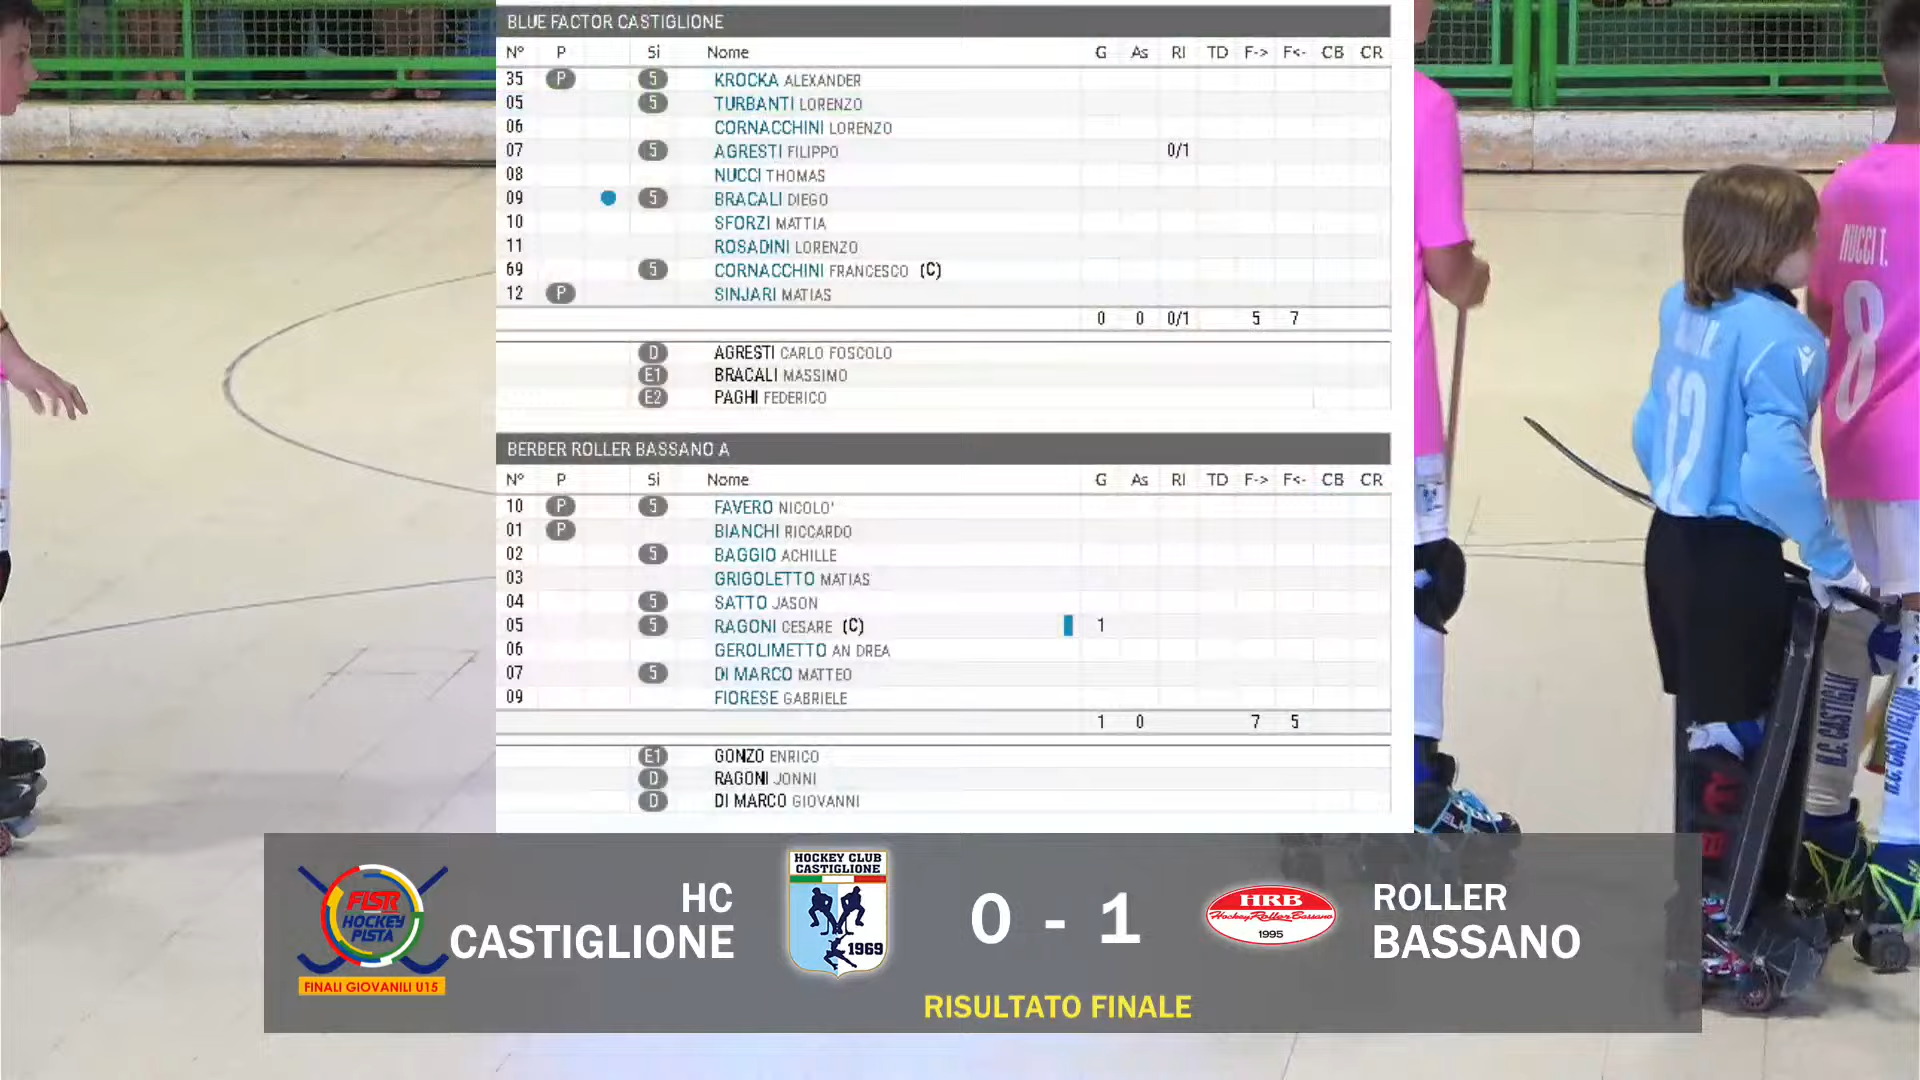 BLUE FACTOR CASTIGLIONE
N° P Si Nome G As RI TD F-> F<- CB CR
35 P 5 KROCKA ALEXANDER
05 5 TURBANTI LORENZO
06 CORNACCHINI LORENZO
07 5 AGRESTI FILIPPO 0/1
08 NUCCI THOMAS
09 5 BRACALI DIEGO
10 SFORZI MATTIA
11 ROSADINI LORENZO
69 5 CORNACCHINI FRANCESCO (C)
12 P SINJARI MATIAS
0 0 0/1 5 7
D AGRESTI CARLO FOSCOLO
E1 BRACALI MASSIMO
E2 PAGHI FEDERICO
BERBER ROLLER BASSANO A
N° P Si Nome G As RI TD F-> F<- CB CR
10 P 5 FAVERO NICOLO'
01 P BIANCHI RICCARDO
02 5 BAGGIO ACHILLE
03 GRIGOLETTO MATIAS
04 5 SATTO JASON
05 5 RAGONI CESARE (C) 1
06 GEROLIMETTO AN DREA
07 5 DI MARCO MATTEO
09 FIORESE GABRIELE
1 0 7 5
E1 GONZO ENRICO
D RAGONI JONNI
D DI MARCO GIOVANNI
NUCCI T.
8
12
H.C. CASTIGLI
H.C. CASTIGLIO
FISR
HOCKEY
PISTA
FINALI GIOVANILI U15
HC
CASTIGLIONE
HOCKEY CLUB
CASTIGLIONE
1969
0 - 1
HRB
HockeyRollerBassano
1995
ROLLER
BASSANO
RISULTATO FINALE